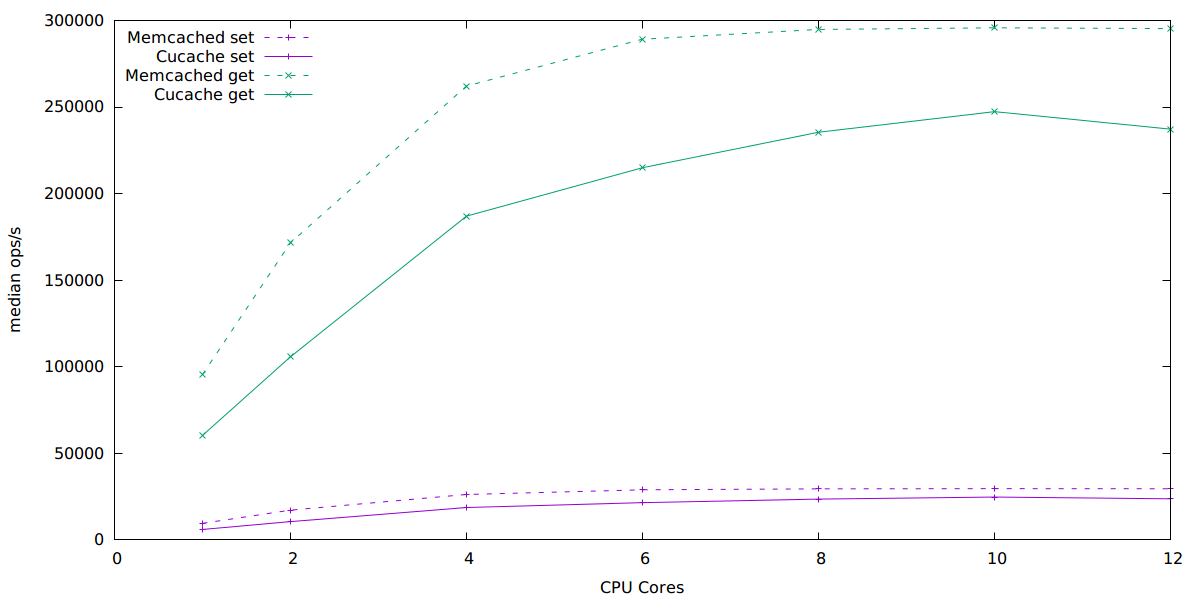 300000
250000
200000
150000
100000
50000
0
median ops/s
Memcached set
Cucache set
Memcached get
Cucache get
0 2 4 6 8 10 12
CPU Cores